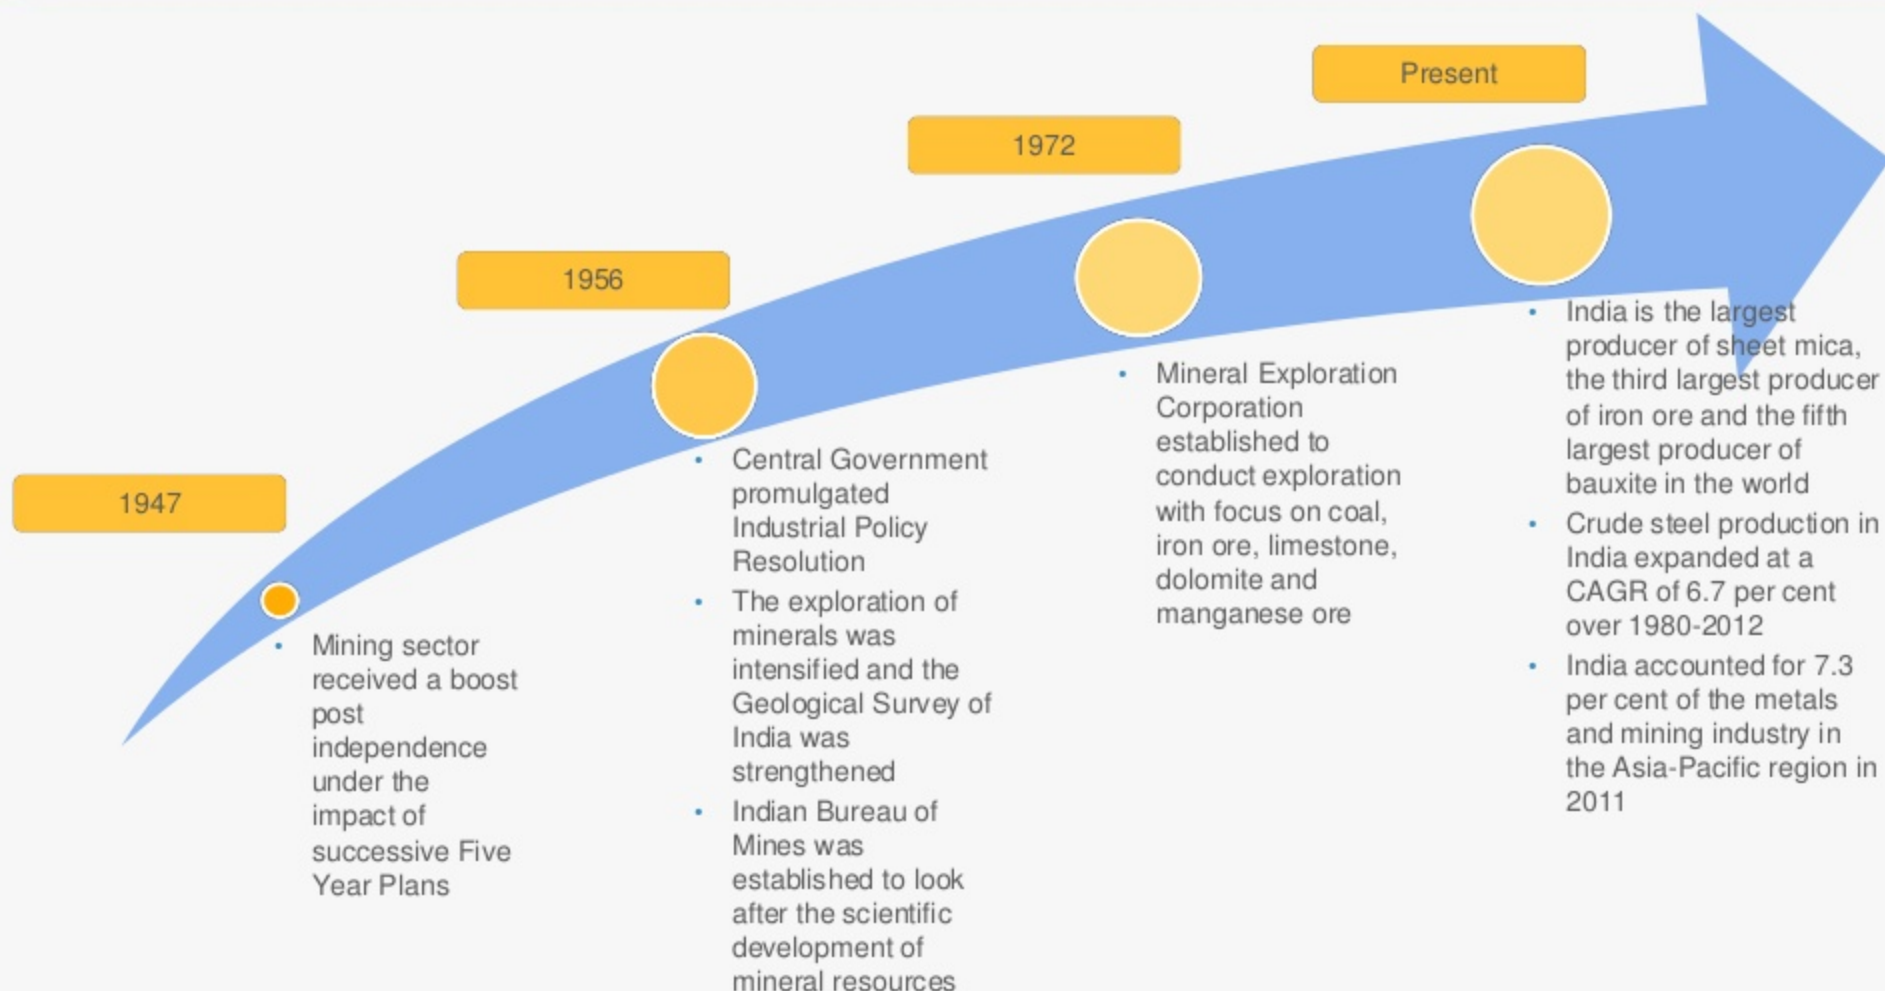 1947
• Mining sector
received a boost
post
independence
under the
impact of
successive Five
Year Plans
1956
• Central Government
promulgated
Industrial Policy
Resolution
• The exploration of
minerals was
intensified and the
Geological Survey of
India was
strengthened
• Indian Bureau of
Mines was
established to look
after the scientific
development of
mineral resources
1972
• Mineral Exploration
Corporation
established to
conduct exploration
with focus on coal,
iron ore, limestone,
dolomite and
manganese ore
Present
• India is the largest
producer of sheet mica,
the third largest producer
of iron ore and the fifth
largest producer of
bauxite in the world
• Crude steel production in
India expanded at a
CAGR of 6.7 per cent
over 1980-2012
• India accounted for 7.3
per cent of the metals
and mining industry in
the Asia-Pacific region in
2011